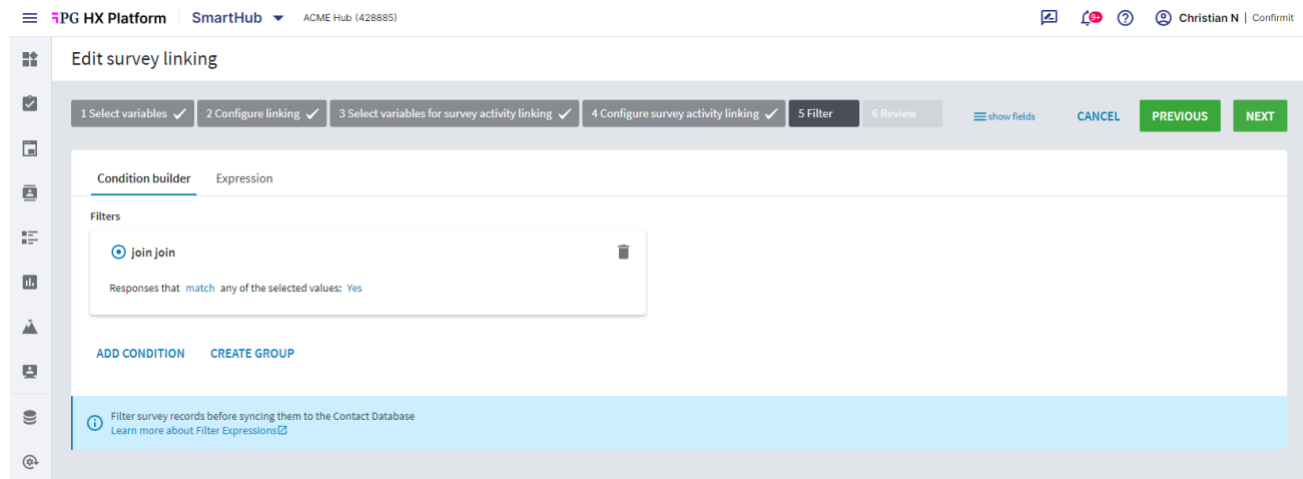 PG HX Platform SmartHub ACME Hub (428885) 9+ Christian N | Confirmit
Edit survey linking
1 Select variables 2 Configure linking 3 Select variables for survey activity linking 4 Configure survey activity linking 5 Filter 6 Review show fields CANCEL PREVIOUS NEXT
Condition builder Expression
Filters
join join
Responses that match any of the selected values: Yes
ADD CONDITION CREATE GROUP
Filter survey records before syncing them to the Contact Database
Learn more about Filter Expressions